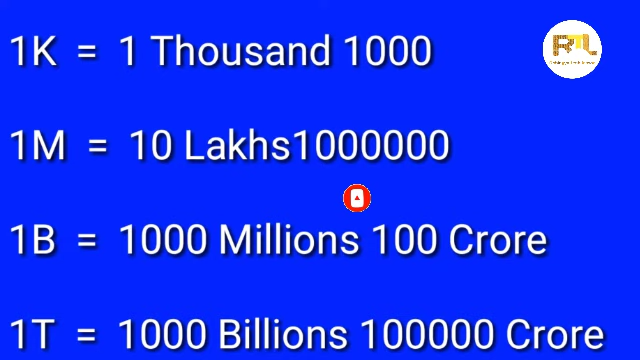 1K = 1 Thousand 1000
1M = 10 Lakhs1000000
1B = 1000 Millions 100 Crore
1T = 1000 Billions 100000 Crore